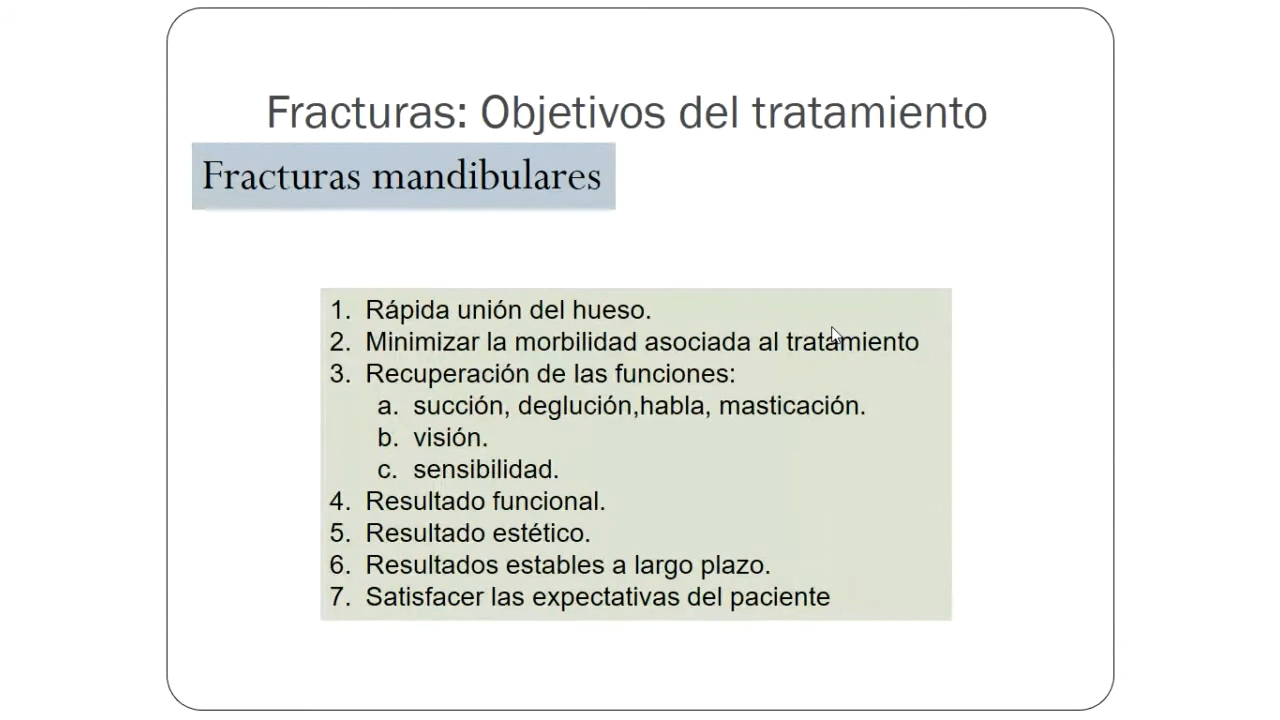 Fracturas: Objetivos del tratamiento
Fracturas mandibulares
1. Rápida unión del hueso.
2. Minimizar la morbilidad asociada al tratamiento
3. Recuperación de las funciones:
a. succión, deglución,habla, masticación.
b. visión.
c. sensibilidad.
4. Resultado funcional.
5. Resultado estético.
6. Resultados estables a largo plazo.
7. Satisfacer las expectativas del paciente